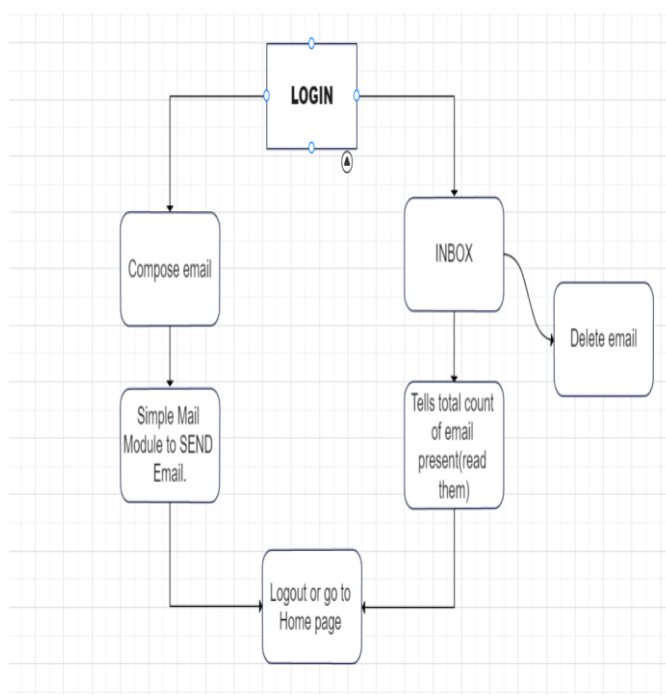 LOGIN
Compose email
INBOX
Delete email
Simple Mail
Module to SEND
Email.
Tells total count
of email
present(read
them)
Logout or go to
Home page